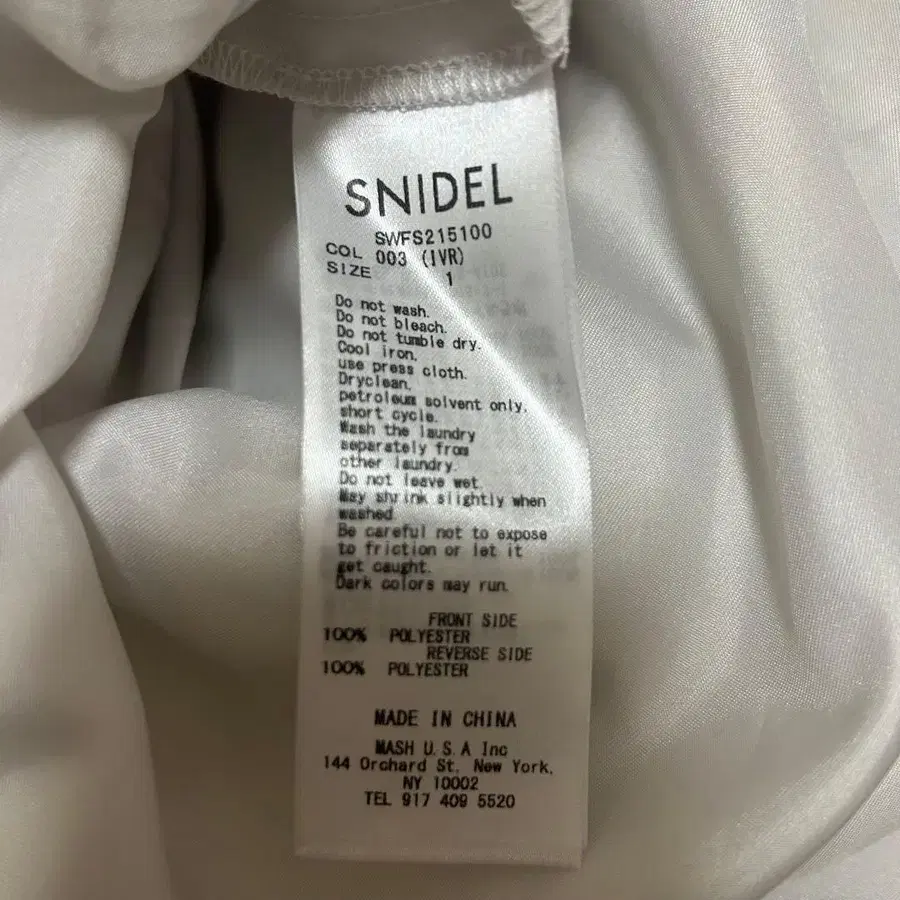 SNIDEL
SWFS215100
COL 003 (IVR)
SIZE 1
Do not wash.
Do not bleach.
Do not tumble dry.
Cool iron,
use press cloth.
Dryclean,
petroleum solvent only.
short cycle.
Wash the laundry
separately from
other laundry.
Do not leave wet.
May shrink slightly when
washed
Be careful not to expose
to friction or let it
get caught.
Dark colors may run.
FRONT SIDE
100% POLYESTER
REVERSE SIDE
100% POLYESTER
MADE IN CHINA
MASH U.S.A Inc
144 Orchard St. New York,
NY 10002
TEL 917 409 5520